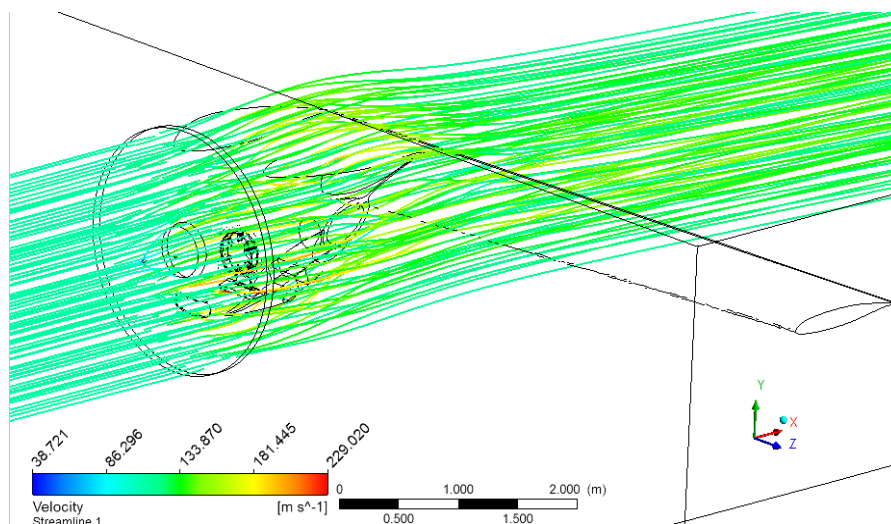 Y
X
Z
38.721
86.296
133.870
181.445
229.020
Velocity
[m s^-1]
Streamline 1
0
1.000
2.000
(m)
0.500
1.500